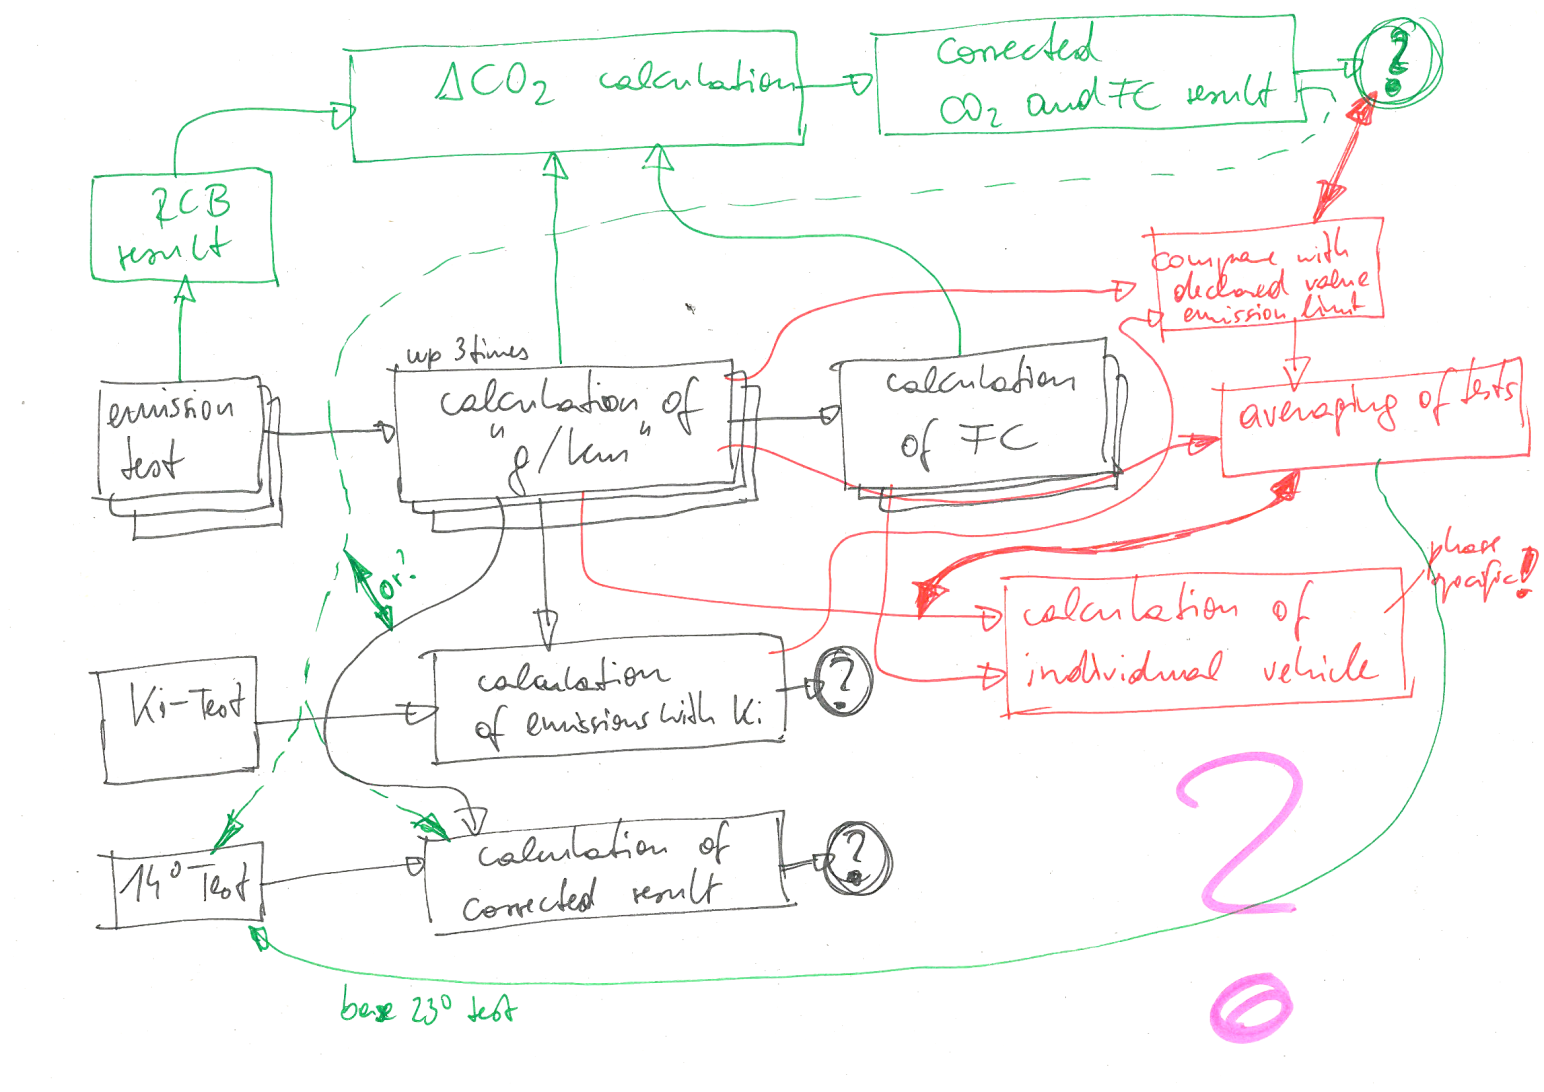 ΔCO₂ calculation
corrected
CO₂ and FC result
?
RCB
result
compare with
declared value
emission limit
up 3 times
emission
test
calculation of
"g/km"
calculation
of FC
averaging of tests
or?
phase
specific!
calculation of
individual vehicle
Ki-Test
calculation
of emissions with Ki
?
14° Test
calculation of
corrected result
?
?
base 23° test